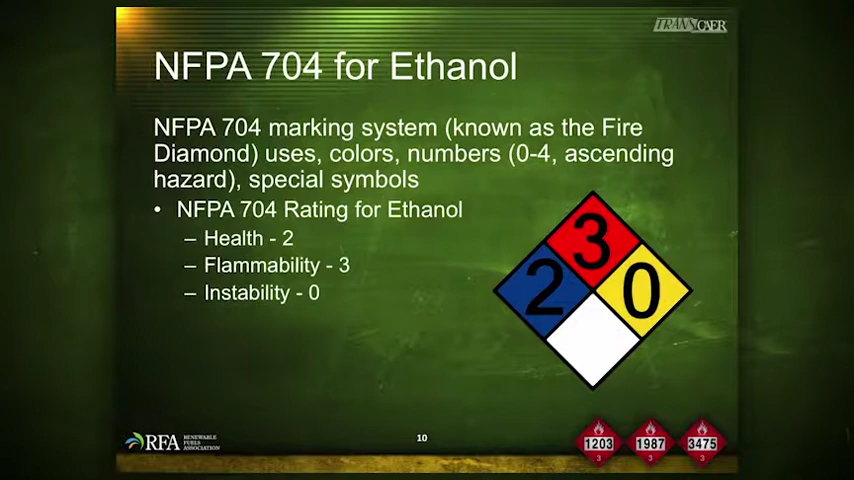 TRANSCAER
NFPA 704 for Ethanol
NFPA 704 marking system (known as the Fire
Diamond) uses, colors, numbers (0-4, ascending
hazard), special symbols
• NFPA 704 Rating for Ethanol
– Health - 2
– Flammability - 3
– Instability - 0
3
2
0
RFA
RENEWABLE
FUELS
ASSOCIATION
10
1203
3
1987
3
3475
3